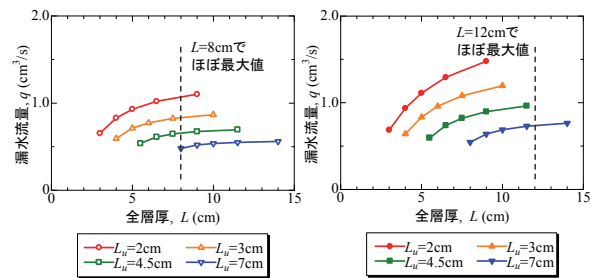 漏水流量, q (cm³/s)
2.0
1.0
0
0
5
10
15
L=8cmで
ほぼ最大値
全層厚, L (cm)
Lu=2cm
Lu=3cm
Lu=4.5cm
Lu=7cm
漏水流量, q (cm³/s)
2.0
1.0
0
0
5
10
15
L=12cmで
ほぼ最大値
全層厚, L (cm)
Lu=2cm
Lu=3cm
Lu=4.5cm
Lu=7cm